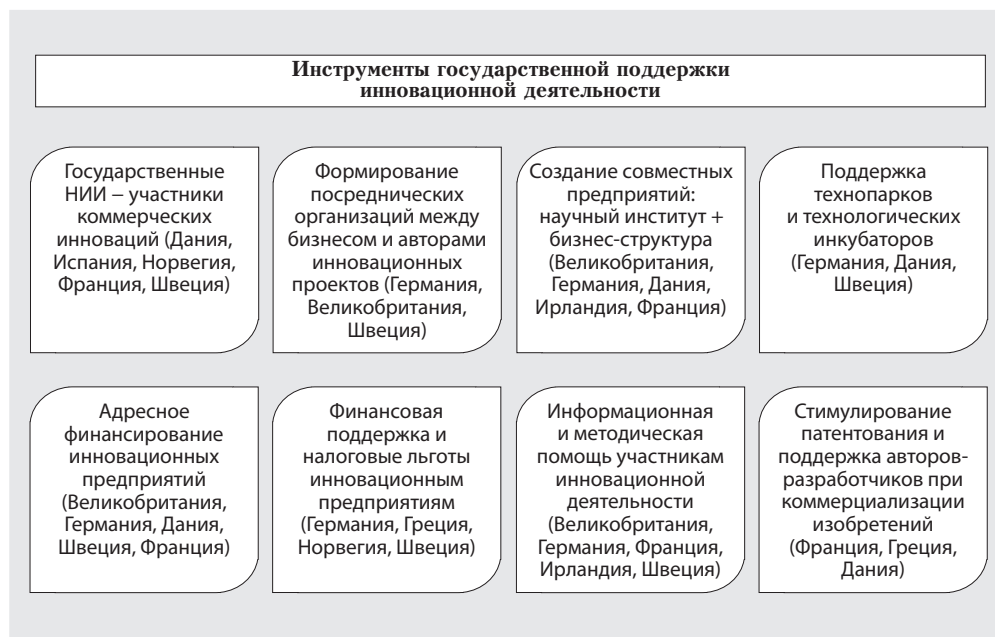 Инструменты государственной поддержки
инновационной деятельности
Государственные
НИИ – участники
коммерческих
инноваций (Дания,
Испания, Норвегия,
Франция, Швеция)
Формирование
посреднических
организаций между
бизнесом и авторами
инновационных
проектов (Германия,
Великобритания,
Швеция)
Создание совместных
предприятий:
научный институт +
бизнес-структура
(Великобритания,
Германия, Дания,
Ирландия, Франция)
Поддержка
технопарков
и технологических
инкубаторов
(Германия, Дания,
Швеция)
Адресное
финансирование
инновационных
предприятий
(Великобритания,
Германия, Дания,
Швеция, Франция)
Финансовая
поддержка и
налоговые льготы
инновационным
предприятиям
(Германия, Греция,
Норвегия, Швеция)
Информационная
и методическая
помощь участникам
инновационной
деятельности
(Великобритания,
Германия, Франция,
Ирландия, Швеция)
Стимулирование
патентования и
поддержка авторов-
разработчиков при
коммерциализации
изобретений
(Франция, Греция,
Дания)